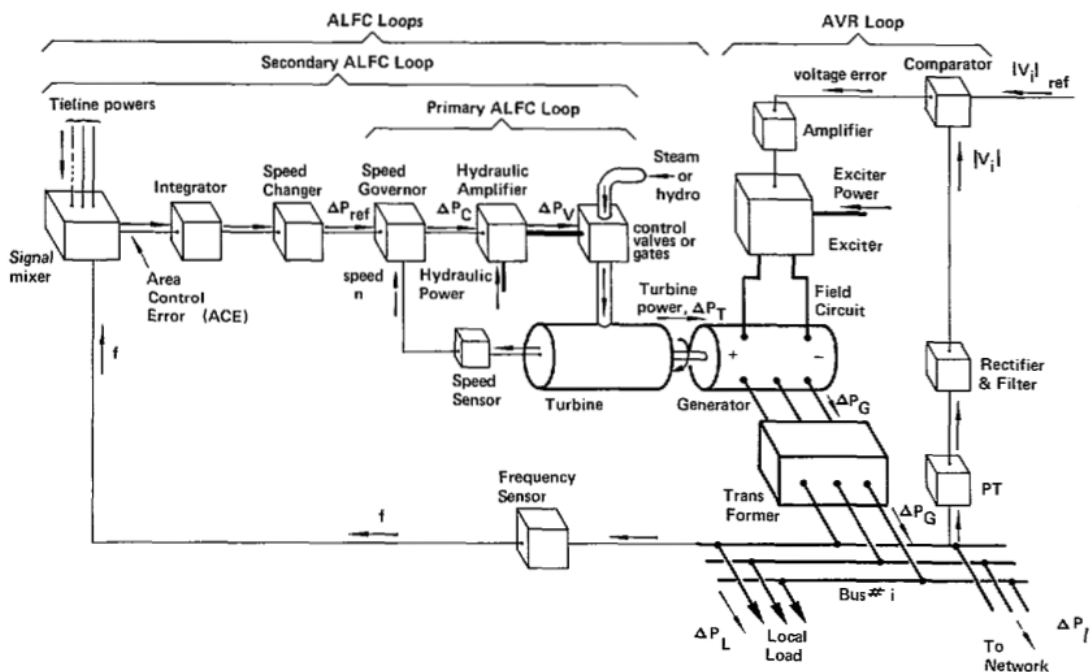 ALFC Loops
AVR Loop
Secondary ALFC Loop
Comparator
|Vi| ref
voltage error
Tieline powers
Primary ALFC Loop
Amplifier
|Vi|
Steam
or
hydro
Integrator
Speed
Changer
Speed
Governor
Hydraulic
Amplifier
Exciter
Power
ΔPref
ΔPC
ΔPV
control
valves or
gates
Exciter
Signal
mixer
Area
Control
Error (ACE)
speed
n
Hydraulic
Power
Turbine
power, ΔPT
Field
Circuit
f
+
−
Rectifier
& Filter
Speed
Sensor
Turbine
Generator
ΔPG
Frequency
Sensor
Trans
Former
PT
f
ΔPG
Bus # i
ΔPL
Local
Load
To
Network
ΔPl